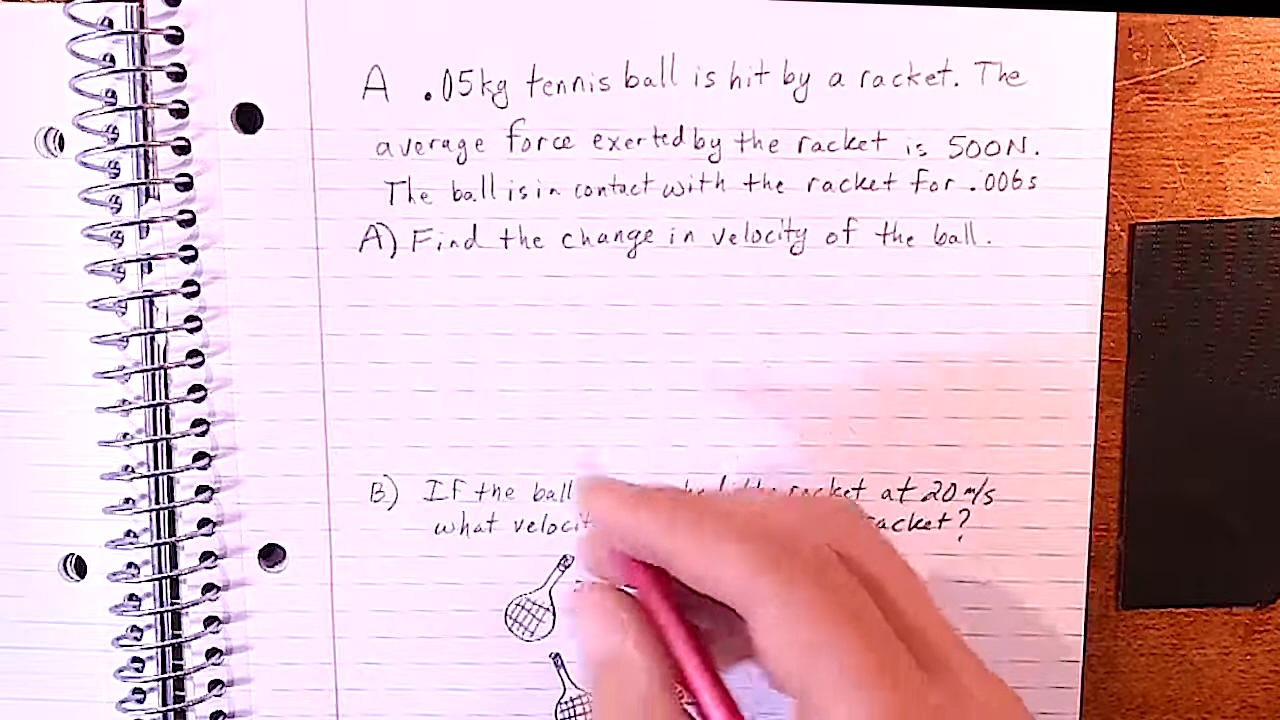 A .05kg tennis ball is hit by a racket. The
average force exerted by the racket is 500N.
The ball is in contact with the racket for .006s
A) Find the change in velocity of the ball.
B) If the ball racket at 20 m/s
what racket?